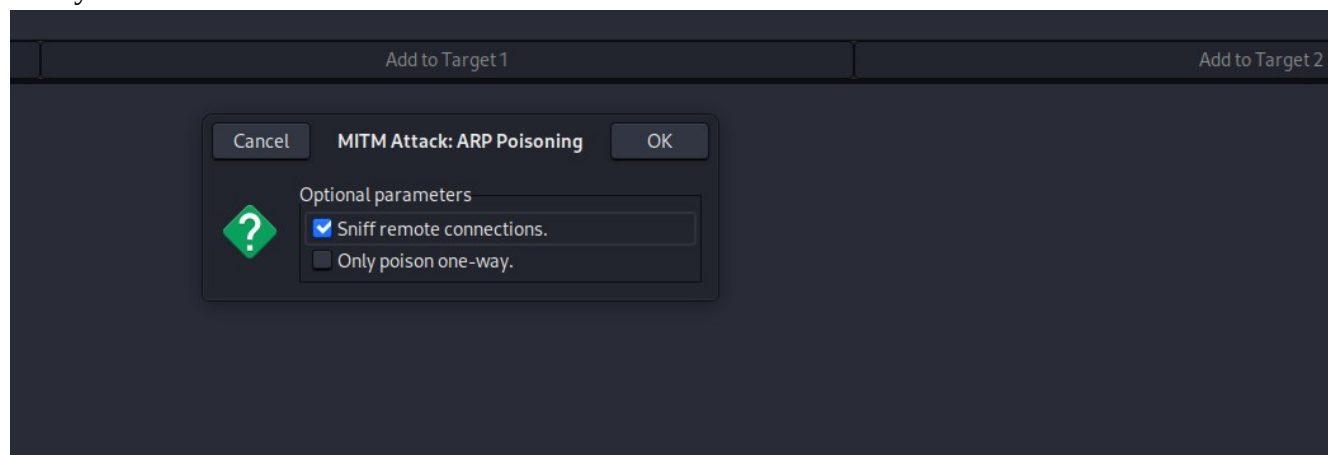 Add to Target 1 Add to Target 2
Cancel MITM Attack: ARP Poisoning OK
Optional parameters
?
Sniff remote connections.
Only poison one-way.